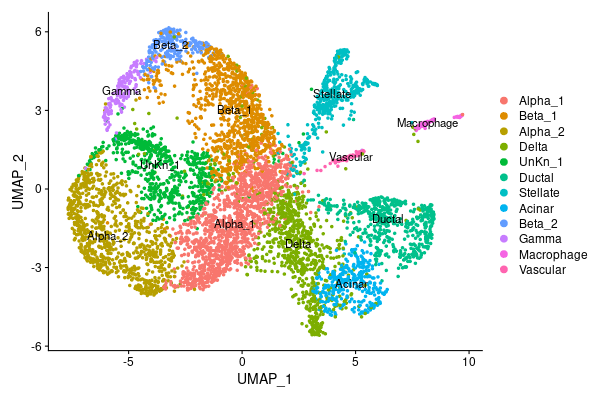 UMAP_2
6
3
0
-3
-6
-5
0
5
10
UMAP_1
Beta_2
Gamma
Beta_1
Stellate
Macrophage
UnKn_1
Vascular
Alpha_1
Alpha_2
Delta
Ductal
Acinar
Alpha_1
Beta_1
Alpha_2
Delta
UnKn_1
Ductal
Stellate
Acinar
Beta_2
Gamma
Macrophage
Vascular